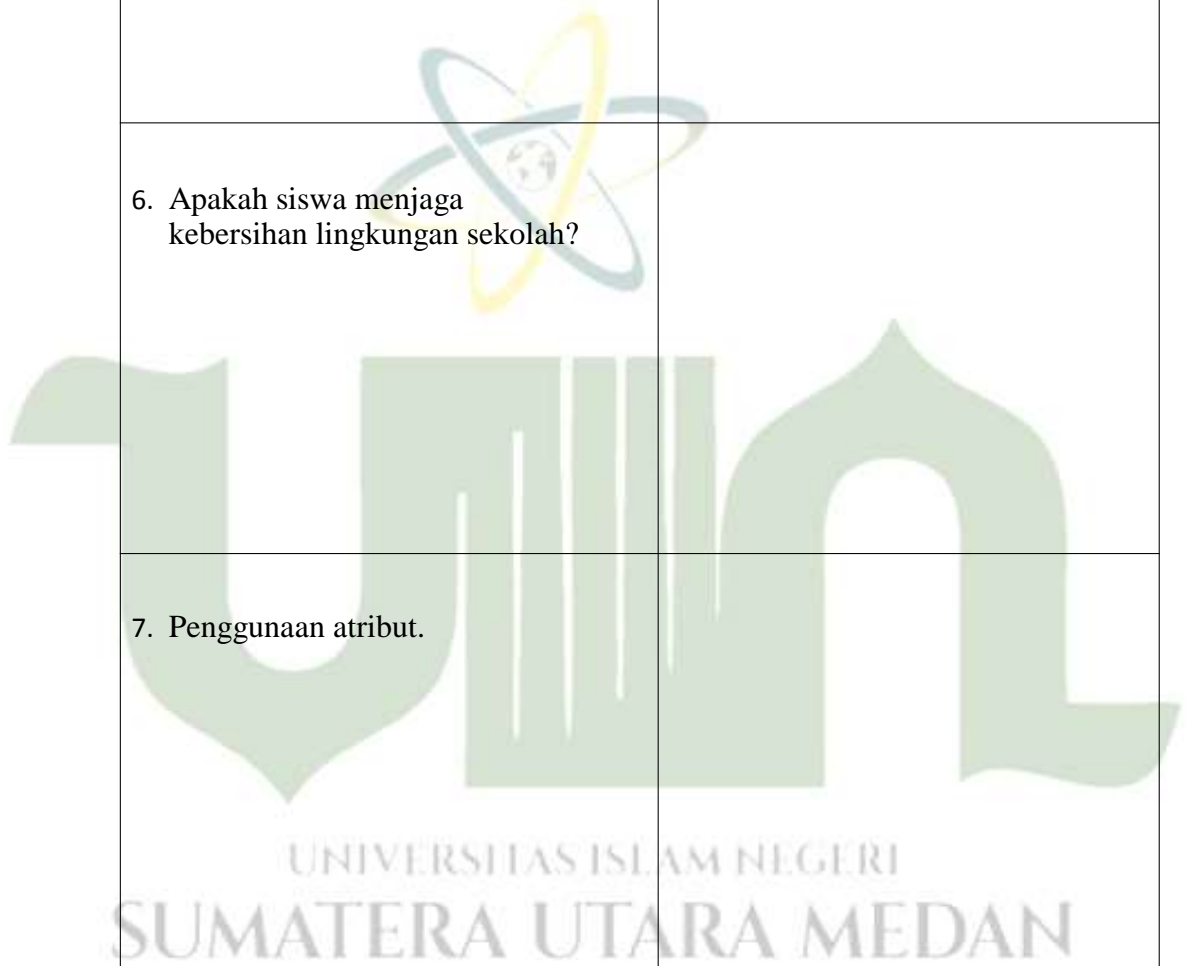 6. Apakah siswa menjaga
kebersihan lingkungan sekolah?
7. Penggunaan atribut.
UNIVERSITAS ISLAM NEGERI
SUMATERA UTARA MEDAN